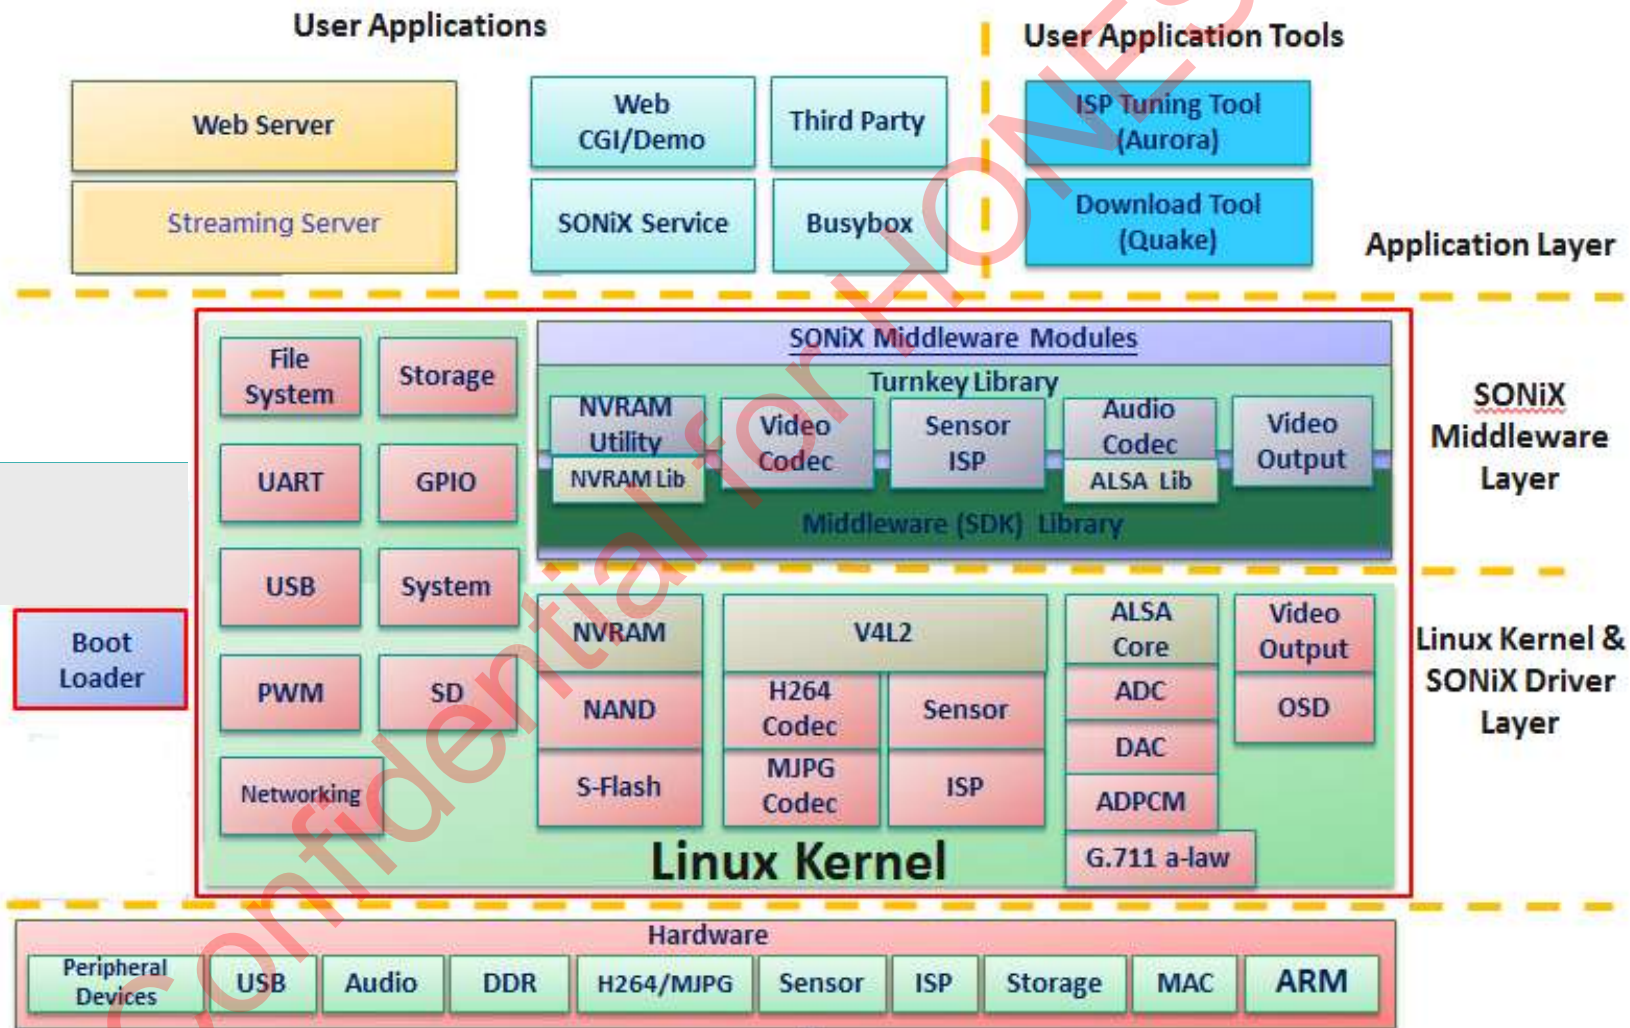 User Applications
User Application Tools
Web Server
Web
CGI/Demo
Third Party
ISP Tuning Tool
(Aurora)
Streaming Server
SONiX Service
Busybox
Download Tool
(Quake)
Application Layer
File
System
Storage
UART
GPIO
USB
System
PWM
SD
Networking
SONiX Middleware Modules
Turnkey Library
NVRAM
Utility
NVRAM Lib
Video
Codec
Sensor
ISP
Audio
Codec
ALSA Lib
Video
Output
Middleware (SDK) Library
SONiX
Middleware
Layer
Boot
Loader
NVRAM
NAND
S-Flash
V4L2
H264
Codec
Sensor
MJPG
Codec
ISP
ALSA
Core
ADC
DAC
ADPCM
G.711 a-law
Video
Output
OSD
Linux Kernel
Linux Kernel &
SONiX Driver
Layer
Hardware
Peripheral
Devices
USB
Audio
DDR
H264/MJPG
Sensor
ISP
Storage
MAC
ARM
Confidential for HONES